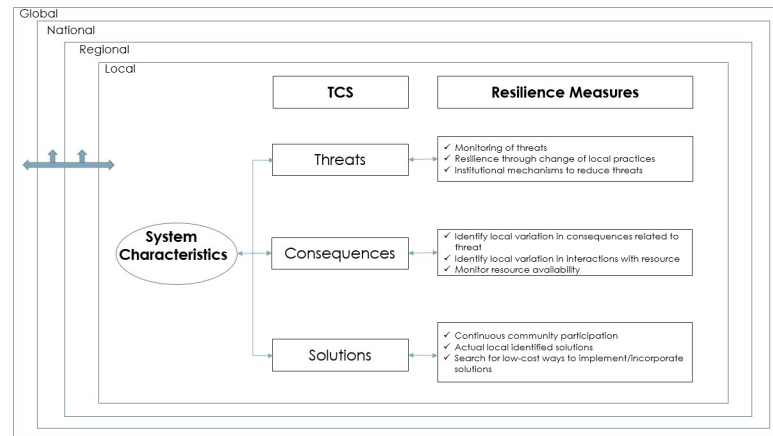 Global
National
Regional
Local
TCS
Resilience Measures
Threats
✓ Monitoring of threats
✓ Resilience through change of local practices
✓ Institutional mechanisms to reduce threats
System
Characteristics
Consequences
✓ Identify local variation in consequences related to
threat
✓ Identify local variation in interactions with resource
✓ Monitor resource availability
Solutions
✓ Continuous community participation
✓ Actual local identified solutions
✓ Search for low-cost ways to implement/incorporate
solutions